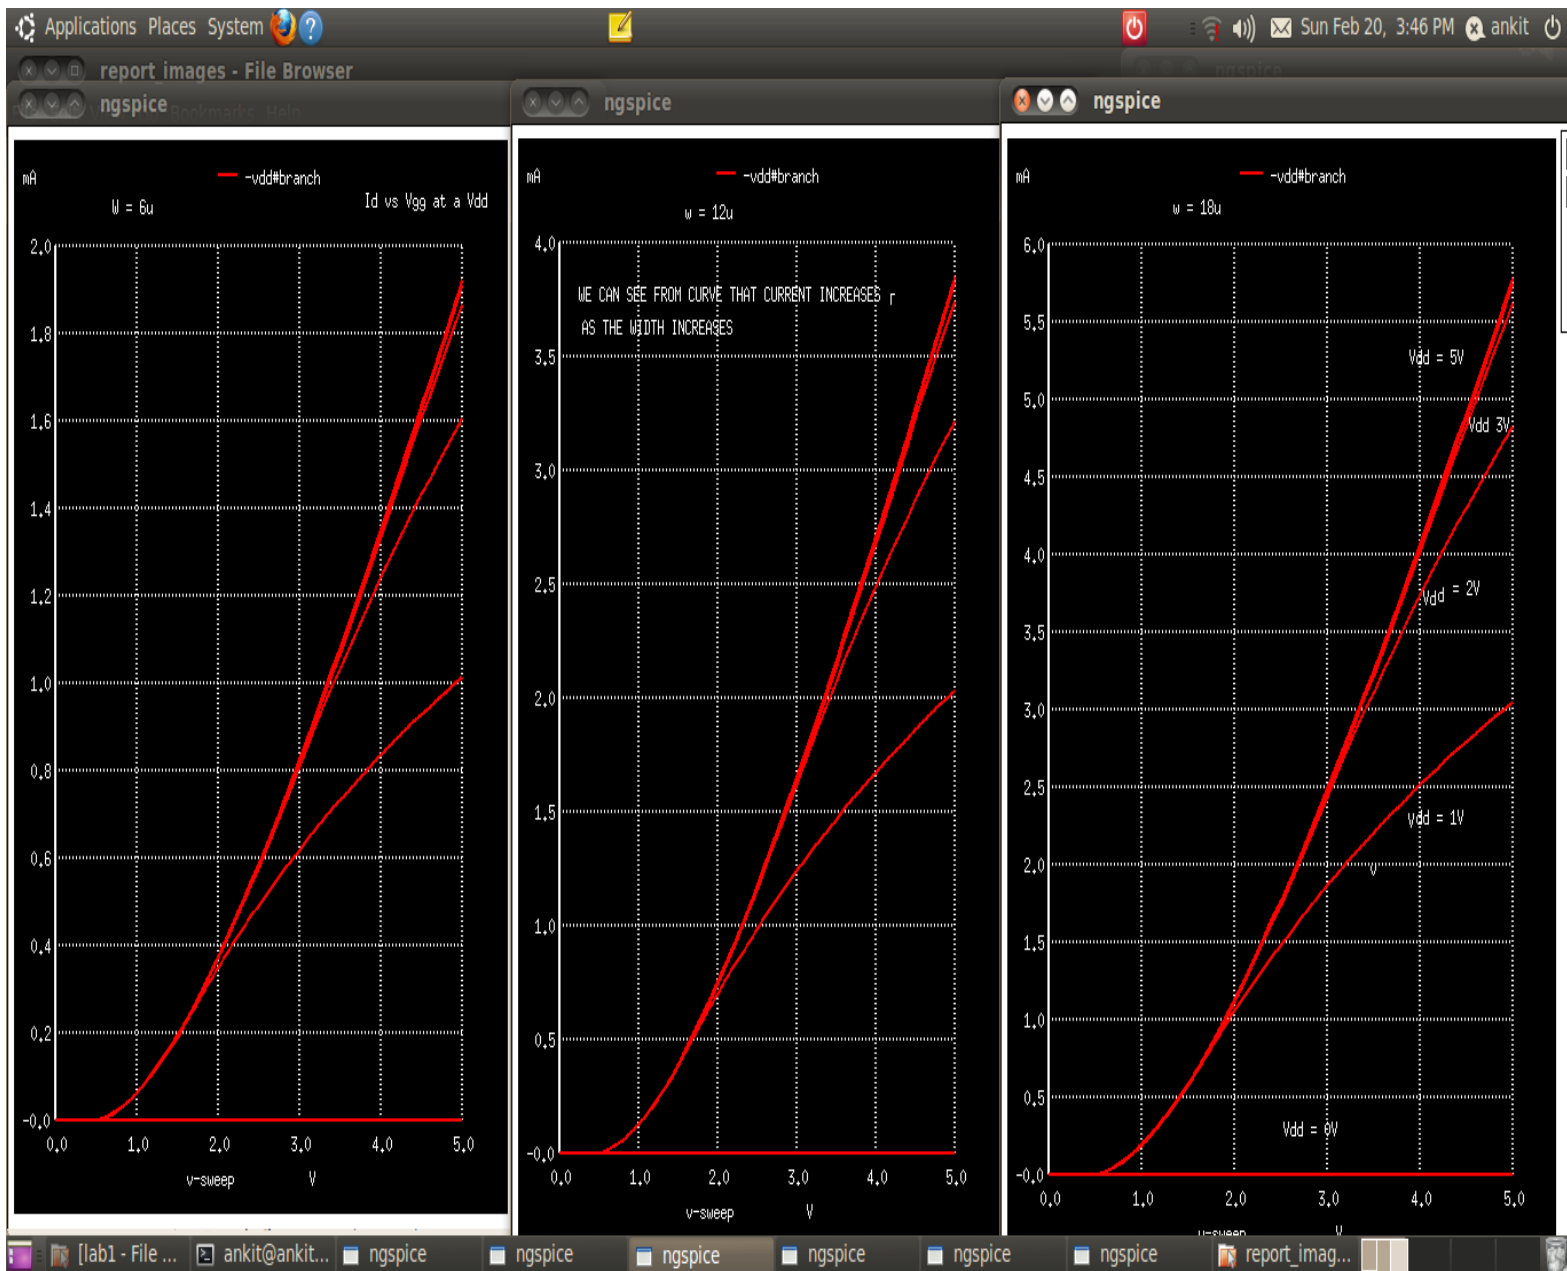 Applications Places System
Sun Feb 20, 3:46 PM ankit
report_images - File Browser
ngspice
Bookmarks Help
ngspice
ngspice
ngspice
mA
-vdd#branch
W = 6u
Id vs Vgg at a Vdd
2.0
1.8
1.6
1.4
1.2
1.0
0.8
0.6
0.4
0.2
-0.0
0.0 1.0 2.0 3.0 4.0 5.0
v-sweep V
mA
-vdd#branch
w = 12u
4.0
WE CAN SEE FROM CURVE THAT CURRENT INCREASES
AS THE WIDTH INCREASES
3.5
3.0
2.5
2.0
1.5
1.0
0.5
-0.0
0.0 1.0 2.0 3.0 4.0 5.0
v-sweep V
mA
-vdd#branch
w = 18u
6.0
5.5
Vdd = 5V
5.0
Vdd 3V
4.5
4.0
Vdd = 2V
3.5
3.0
2.5
Vdd = 1V
2.0
V
1.5
1.0
0.5
Vdd = 0V
-0.0
0.0 1.0 2.0 3.0 4.0 5.0
v-sweep V
[lab1 - File ... ankit@ankit... ngspice ngspice ngspice ngspice ngspice ngspice report_imag...